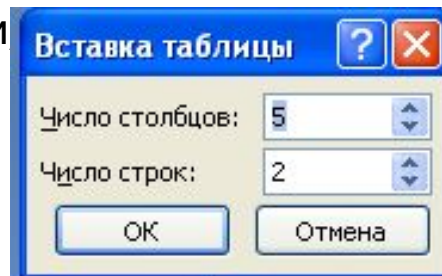 и
Вставка таблицы ?
Число столбцов: 5
Число строк: 2
ОК Отмена